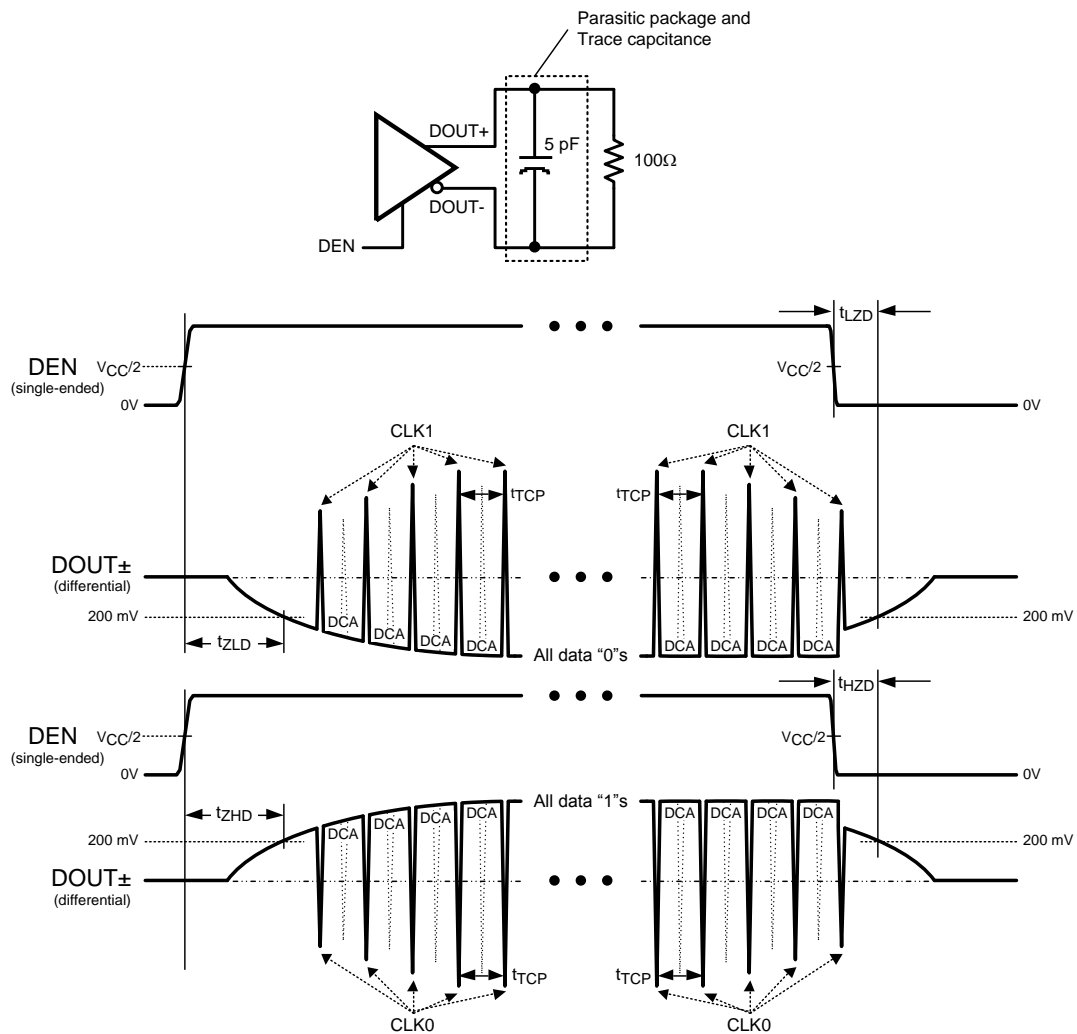 Parasitic package and
Trace capcitance
DOUT+
5 pF
100Ω
DOUT-
DEN
tLZD
DEN
(single-ended)
VCC/2
VCC/2
0V
0V
CLK1
CLK1
tTCP
tTCP
DOUT±
(differential)
200 mV
200 mV
tZLD
DCA
DCA
DCA
DCA
DCA
DCA
DCA
DCA
All data “0”s
tHZD
DEN
(single-ended)
VCC/2
VCC/2
0V
0V
All data “1”s
tZHD
DCA
DCA
DCA
DCA
DCA
DCA
DCA
DCA
200 mV
200 mV
DOUT±
(differential)
tTCP
tTCP
CLK0
CLK0